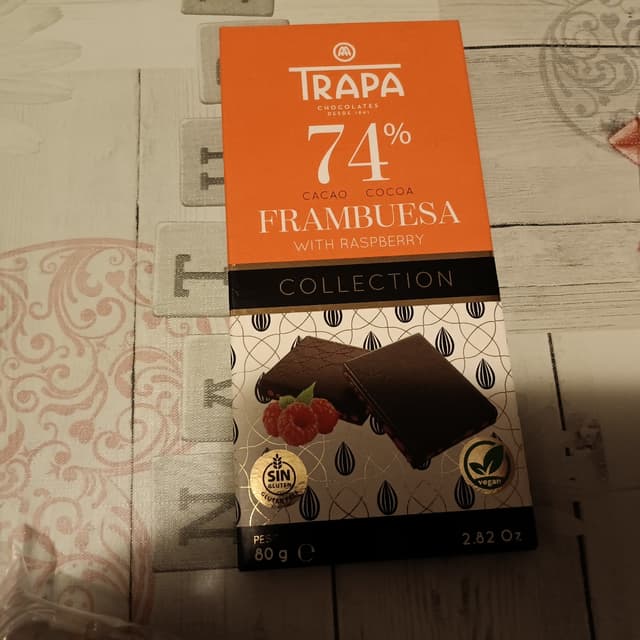 TRAPA
CHOCOLATES
DESDE 1891
74%
CACAO COCOA
FRAMBUESA
WITH RASPBERRY
COLLECTION
SIN
GLUTEN
vegan
80 g ℮
2.82 Oz